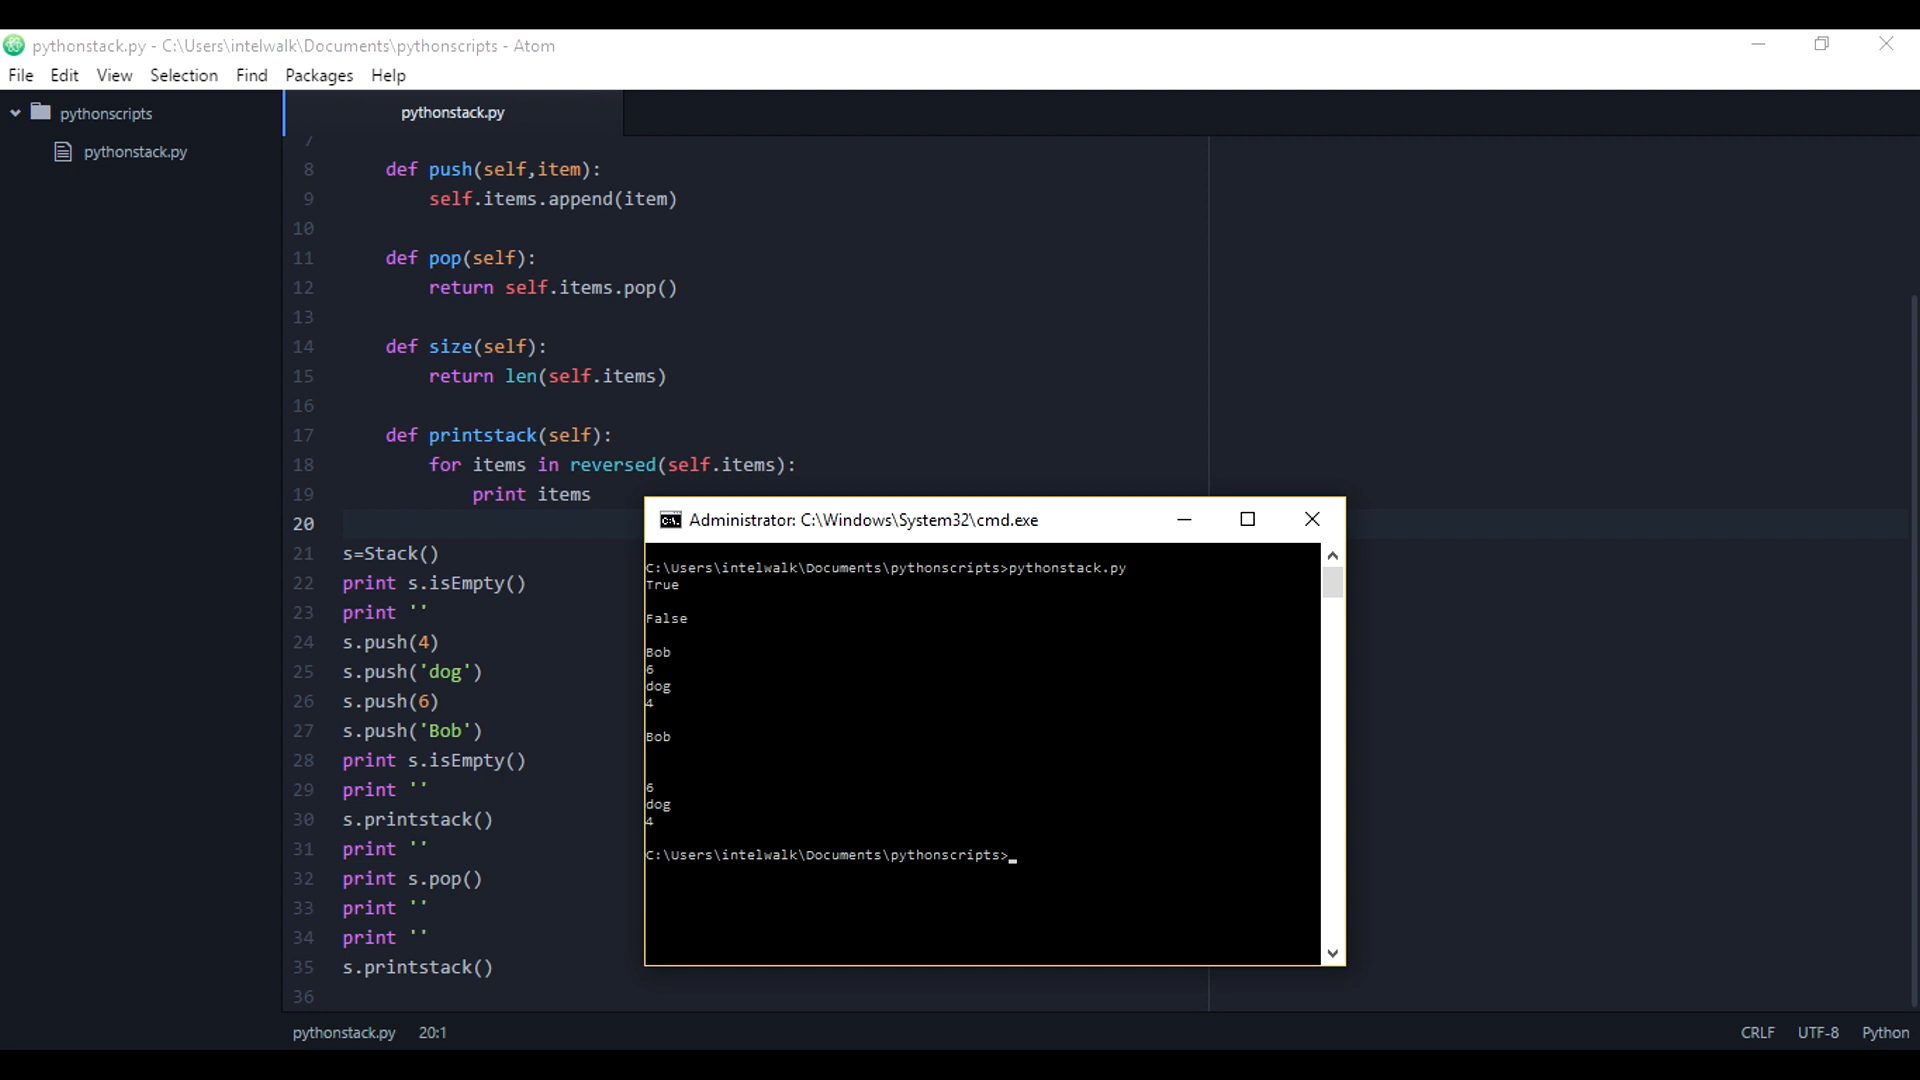 pythonstack.py - C:\Users\intelwalk\Documents\pythonscripts - Atom
File Edit View Selection Find Packages Help
pythonscripts
pythonstack.py
pythonstack.py
7
8 def push(self,item):
9 self.items.append(item)
10
11 def pop(self):
12 return self.items.pop()
13
14 def size(self):
15 return len(self.items)
16
17 def printstack(self):
18 for items in reversed(self.items):
19 print items
20
21 s=Stack()
22 print s.isEmpty()
23 print ''
24 s.push(4)
25 s.push('dog')
26 s.push(6)
27 s.push('Bob')
28 print s.isEmpty()
29 print ''
30 s.printstack()
31 print ''
32 print s.pop()
33 print ''
34 print ''
35 s.printstack()
36
Administrator: C:\Windows\System32\cmd.exe
C:\Users\intelwalk\Documents\pythonscripts>pythonstack.py
True
False
Bob
6
dog
4
Bob
6
dog
4
C:\Users\intelwalk\Documents\pythonscripts>
pythonstack.py 20:1
CRLF UTF-8 Python